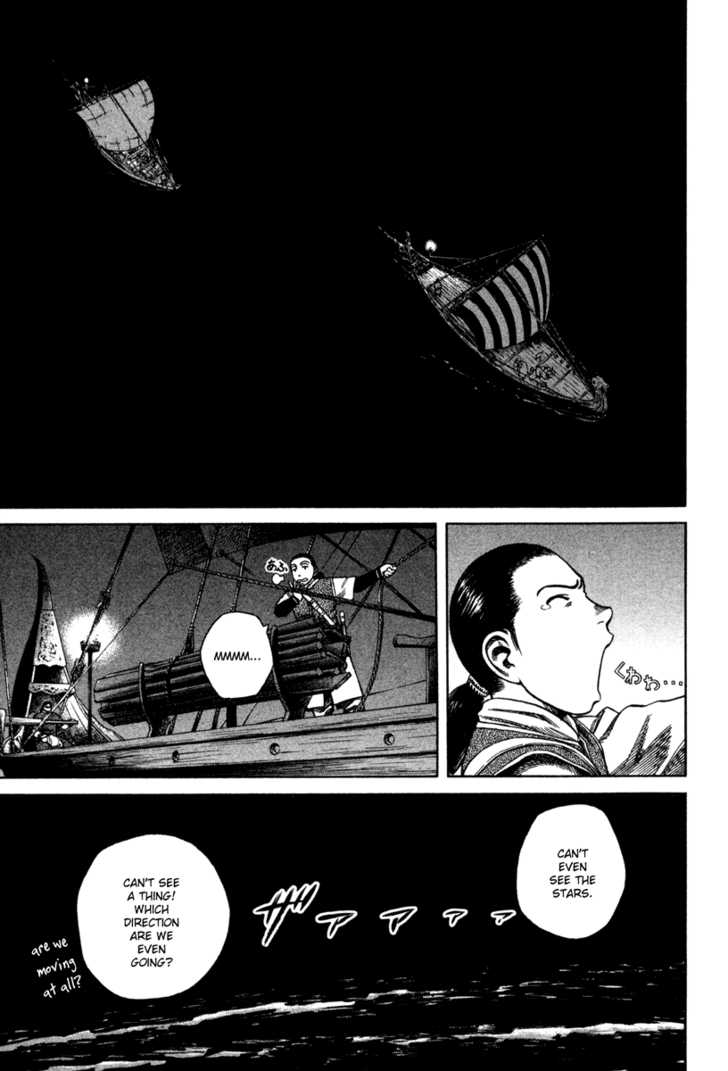 くわわ…
あふ
MMMM...
CAN'T
EVEN
SEE THE
STARS.
ザアアアア
CAN'T SEE
A THING!
WHICH
DIRECTION
ARE WE
EVEN
GOING?
are we
moving
at all?